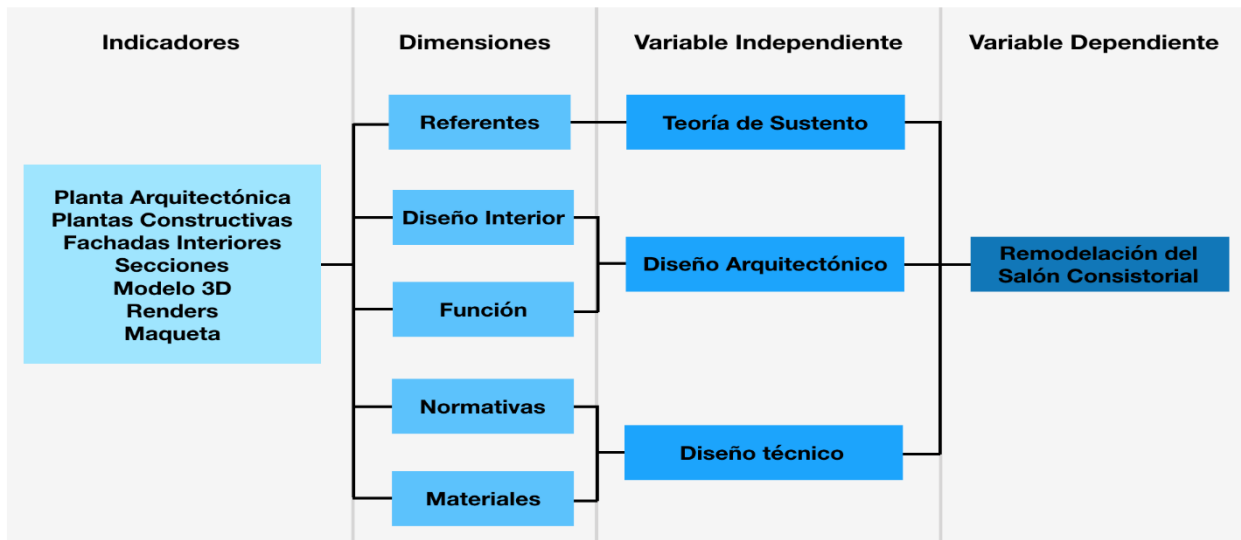 Indicadores
Dimensiones
Variable Independiente
Variable Dependiente
Planta Arquitectónica
Plantas Constructivas
Fachadas Interiores
Secciones
Modelo 3D
Renders
Maqueta
Referentes
Diseño Interior
Función
Normativas
Materiales
Teoría de Sustento
Diseño Arquitectónico
Diseño técnico
Remodelación del
Salón Consistorial